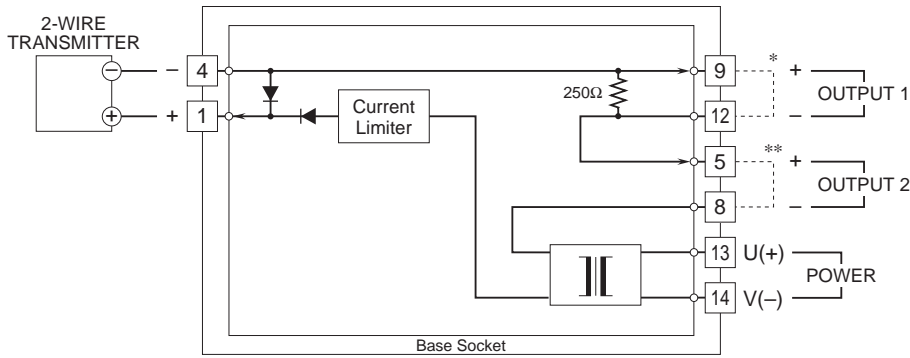 2-WIRE
TRANSMITTER
− − 4
+ + 1
Current
Limiter
250Ω
9 * +
OUTPUT 1
12 −
5 ** +
OUTPUT 2
8 −
13 U(+)
POWER
14 V(−)
Base Socket